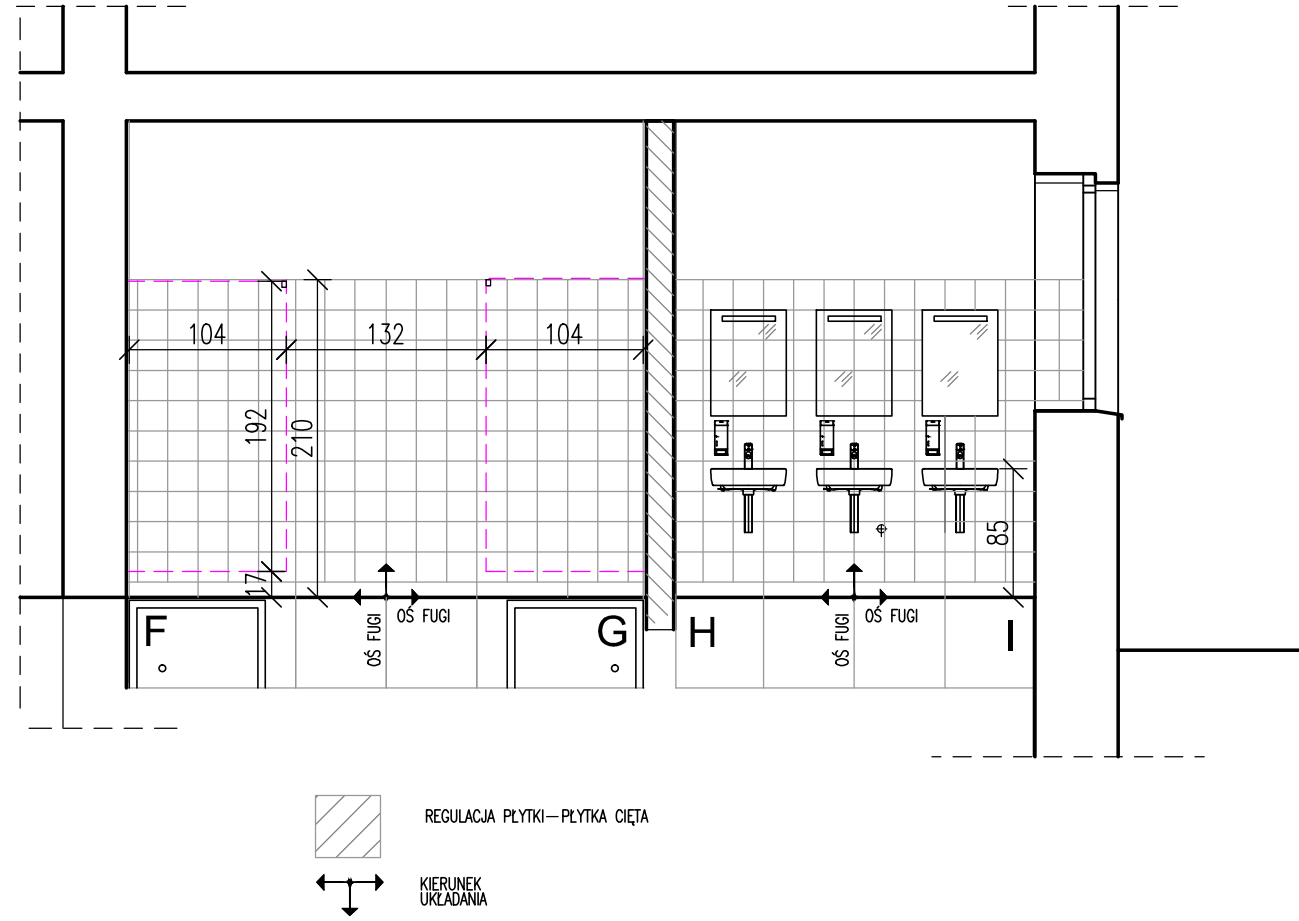 104
132
104
192
210
17
85
F
G
H
I
OŚ FUGI
OŚ FUGI
OŚ FUGI
OŚ FUGI
REGULACJA PŁYTKI-PŁYTKA CIĘTA
KIERUNEK
UKŁADANIA